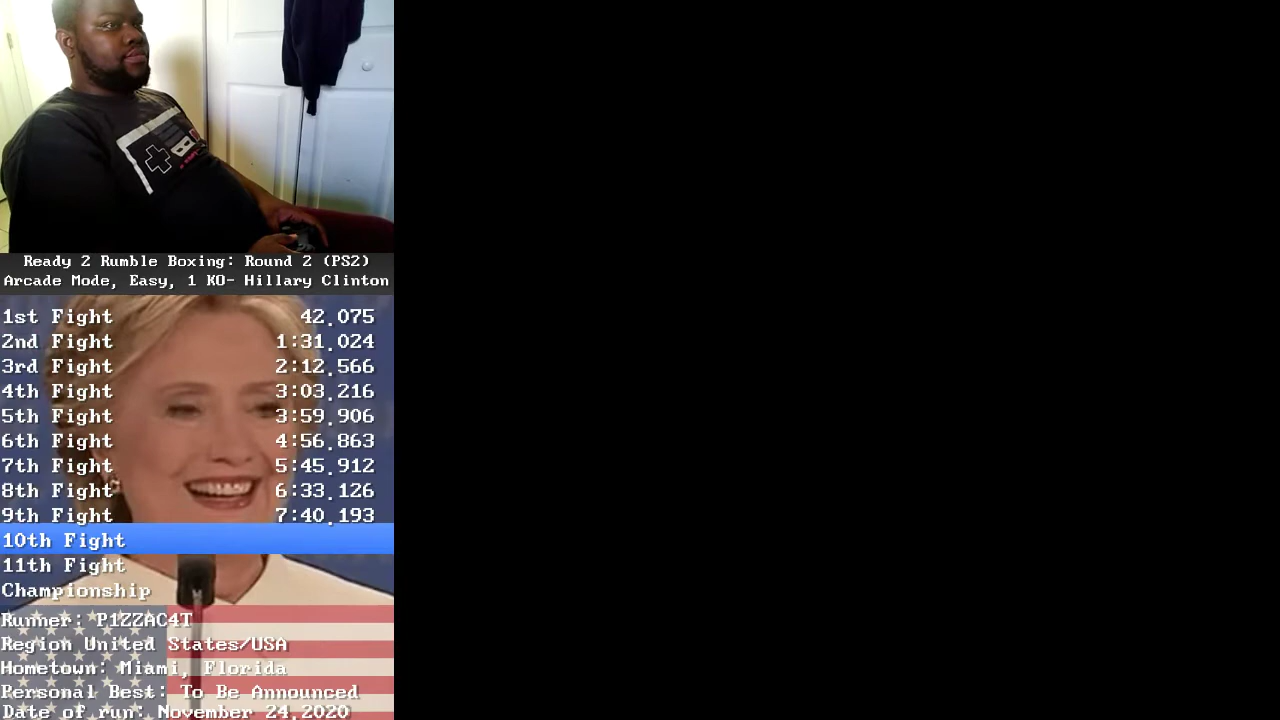 Ready 2 Rumble Boxing: Round 2 (PS2)
Arcade Mode, Easy, 1 KO- Hillary Clinton
1st Fight 42.075
2nd Fight 1:31.024
3rd Fight 2:12.566
4th Fight 3:03.216
5th Fight 3:59.906
6th Fight 4:56.863
7th Fight 5:45.912
8th Fight 6:33.126
9th Fight 7:40.193
10th Fight
11th Fight
Championship
Runner: P1ZZAC4T
Region United States/USA
Hometown: Miami, Florida
Personal Best: To Be Announced
Date of run: November 24,2020